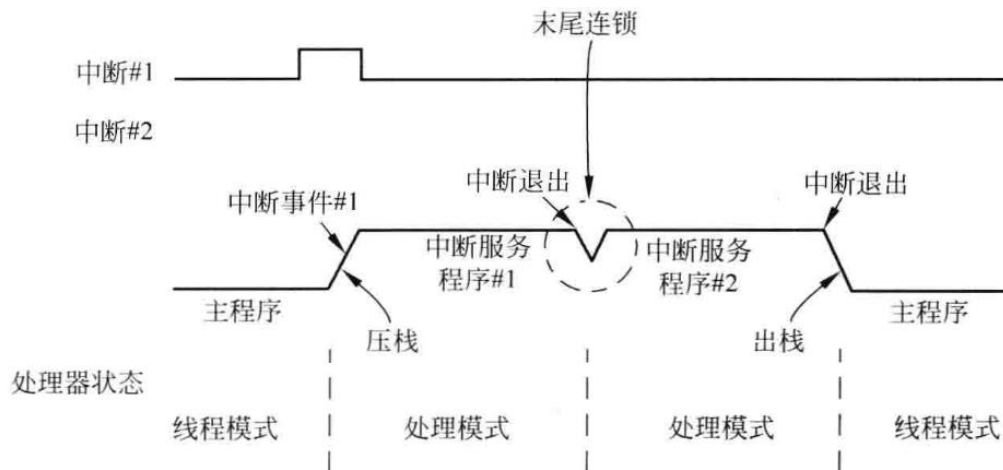 末尾连锁
中断#1
中断#2
中断退出
中断退出
中断事件#1
中断服务
程序#1
中断服务
程序#2
主程序
压栈
出栈
主程序
处理器状态
线程模式
处理模式
处理模式
线程模式